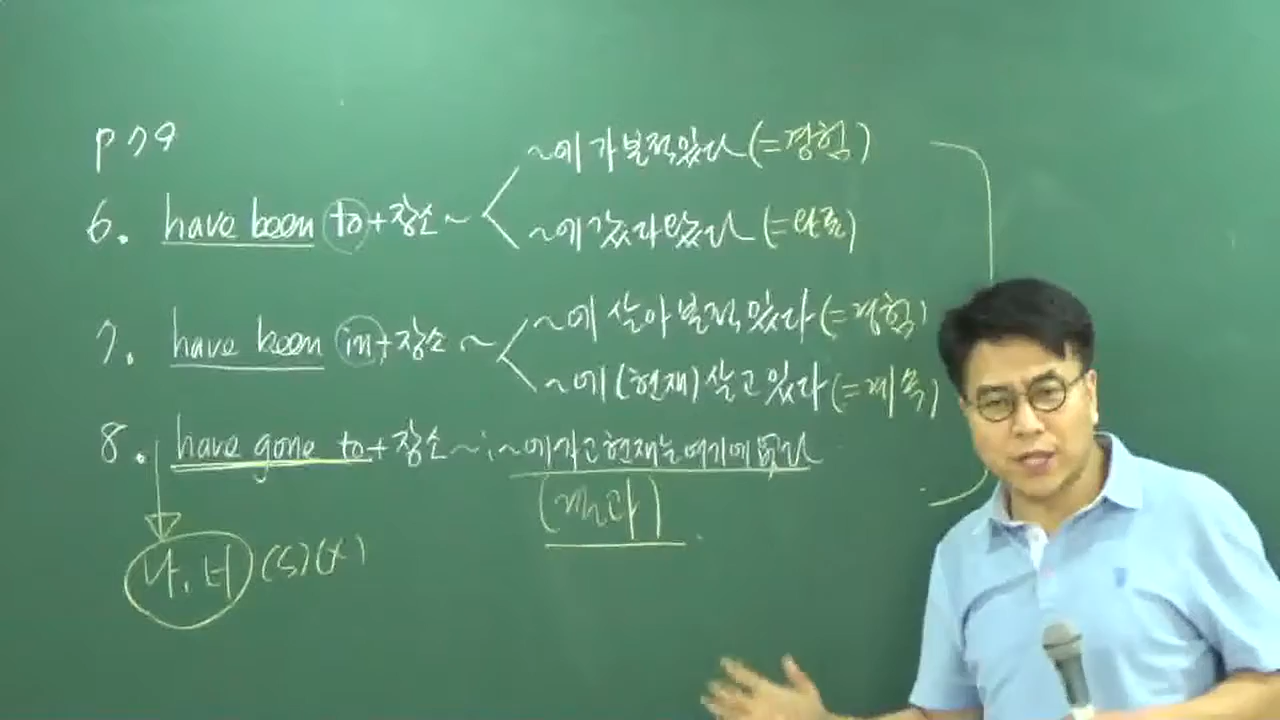 p 79
~에 가본적있다 (=경험)
6. have been to+장소~
~에 갔다왔다 (=완료)
~에 살아본적있다 (=경험)
7. have been in+장소~
~에 (현재) 살고있다 (=계속)
8. have gone to+장소~; ~에가고현재는여기에없다
(결과)
나, 너 (S)(x)